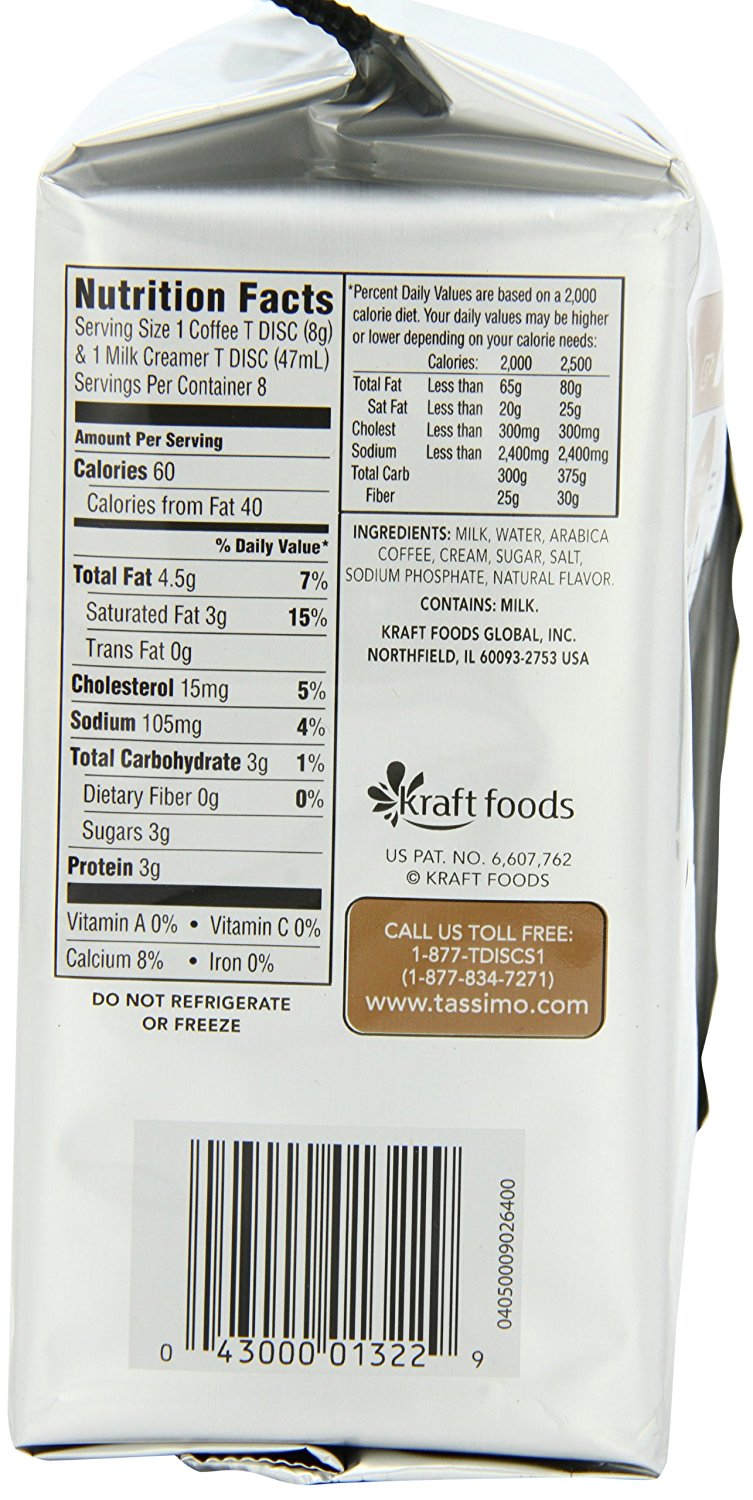 Nutrition Facts
Serving Size 1 Coffee T DISC (8g)
& 1 Milk Creamer T DISC (47mL)
Servings Per Container 8
Amount Per Serving
Calories 60
Calories from Fat 40
% Daily Value*
Total Fat 4.5g 7%
Saturated Fat 3g 15%
Trans Fat 0g
Cholesterol 15mg 5%
Sodium 105mg 4%
Total Carbohydrate 3g 1%
Dietary Fiber 0g 0%
Sugars 3g
Protein 3g
Vitamin A 0% • Vitamin C 0%
Calcium 8% • Iron 0%
DO NOT REFRIGERATE
OR FREEZE
*Percent Daily Values are based on a 2,000
calorie diet. Your daily values may be higher
or lower depending on your calorie needs:
Calories: 2,000 2,500
Total Fat Less than 65g 80g
Sat Fat Less than 20g 25g
Cholest Less than 300mg 300mg
Sodium Less than 2,400mg 2,400mg
Total Carb 300g 375g
Fiber 25g 30g
INGREDIENTS: MILK, WATER, ARABICA
COFFEE, CREAM, SUGAR, SALT,
SODIUM PHOSPHATE, NATURAL FLAVOR.
CONTAINS: MILK.
KRAFT FOODS GLOBAL, INC.
NORTHFIELD, IL 60093-2753 USA
kraft foods
US PAT. NO. 6,607,762
© KRAFT FOODS
CALL US TOLL FREE:
1-877-TDISCS1
(1-877-834-7271)
www.tassimo.com
0 43000 01322 9
04050009026400